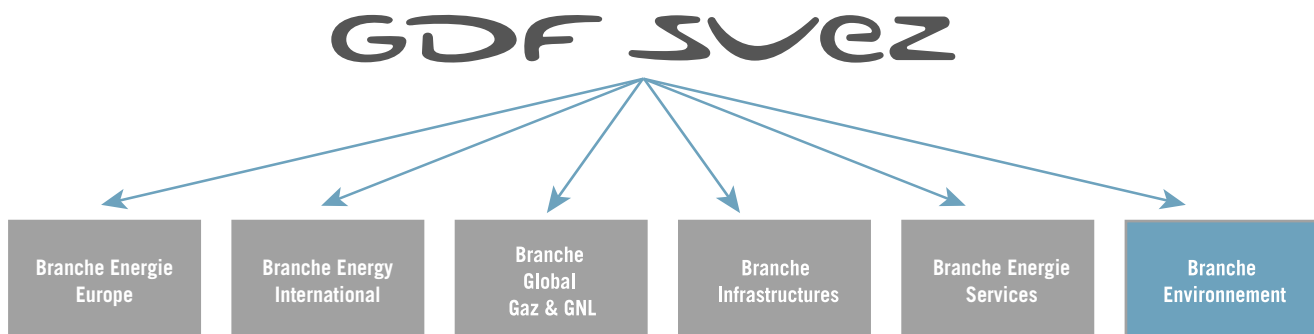 GDF SUEZ
Branche Energie
Europe
Branche Energy
International
Branche
Global
Gaz & GNL
Branche
Infrastructures
Branche Energie
Services
Branche
Environnement